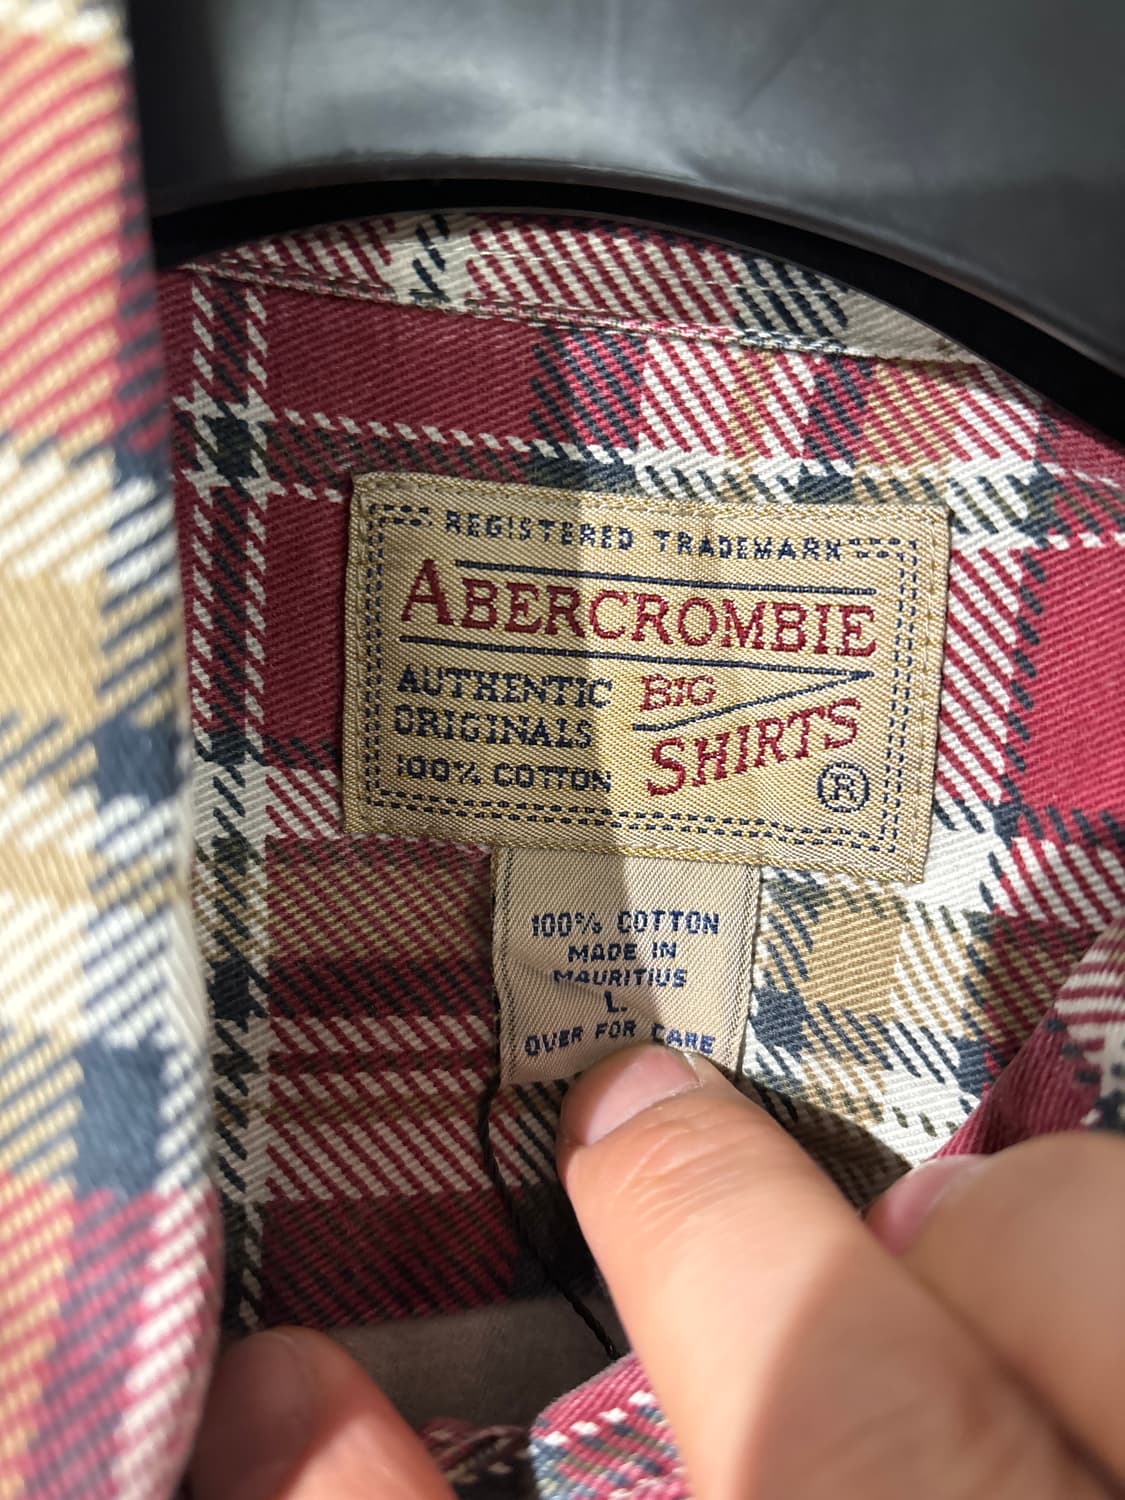 REGISTERED TRADEMARK
ABERCROMBIE
AUTHENTIC
ORIGINALS
100% COTTON
BIG
SHIRTS
®
100% COTTON
MADE IN
MAURITIUS
L.
OVER FOR CARE